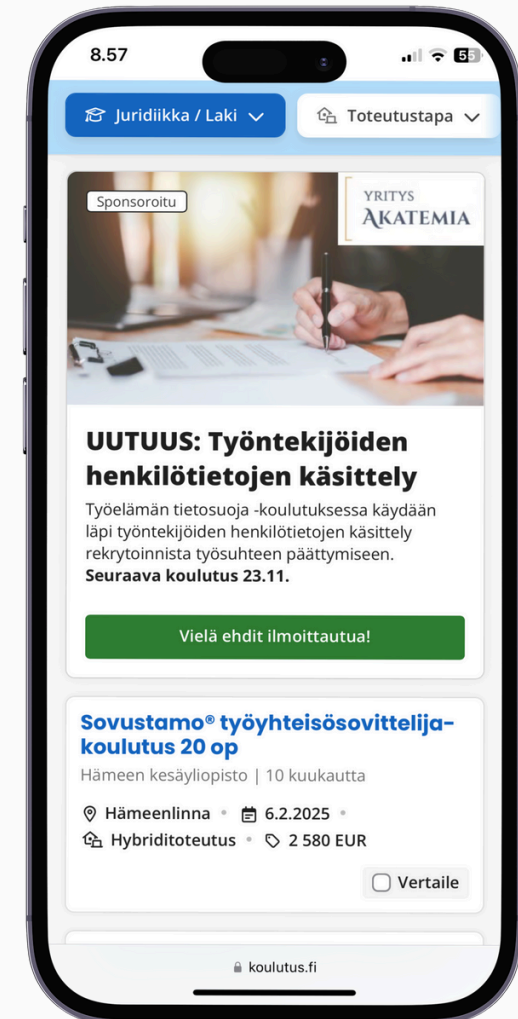 8.57
55
Juridiikka / Laki
Toteutustapa
Sponsoroitu
YRITYS
AKATEMIA
UUTUUS: Työntekijöiden
henkilötietojen käsittely
Työelämän tietosuoja -koulutuksessa käydään
läpi työntekijöiden henkilötietojen käsittely
rekrytoinnista työsuhteen päättymiseen.
Seuraava koulutus 23.11.
Vielä ehdit ilmoittautua!
Sovustamo® työyhteisösovittelija-
koulutus 20 op
Hämeen kesäyliopisto | 10 kuukautta
Hämeenlinna • 6.2.2025 •
Hybriditoteutus • 2 580 EUR
Vertaile
koulutus.fi